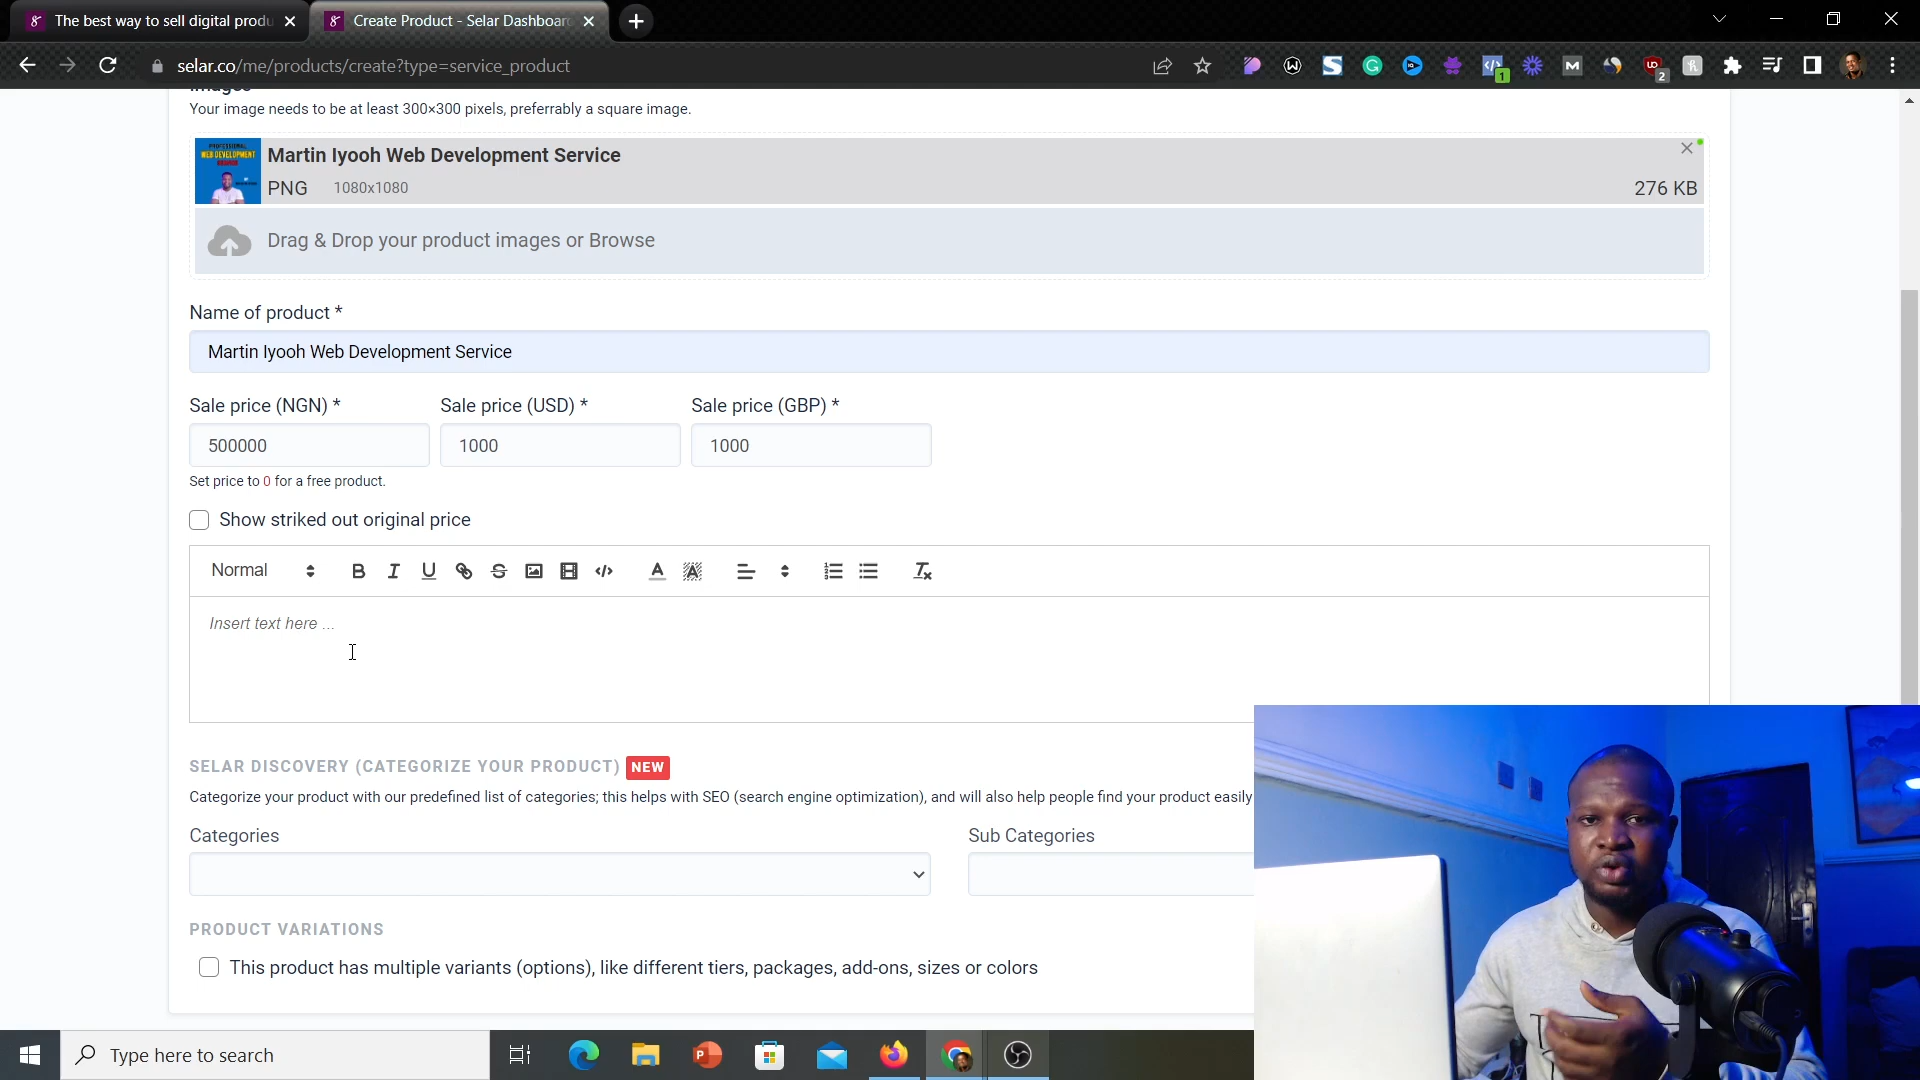 The best way to sell digital produ
Create Product - Selar Dashboar
selar.co/me/products/create?type=service_product
1
2
Images
Your image needs to be at least 300×300 pixels, preferrably a square images.
PROFESSIONAL
WEB DEVELOPMENT
Martin Iyooh Web Development Service
PNG 1080x1080
276 KB
Drag & Drop your product images or Browse
Name of product *
Martin Iyooh Web Development Service
Sale price (NGN) * Sale price (USD) * Sale price (GBP) *
500000 1000 1000
Set price to 0 for a free product.
Show striked out original price
Normal
Insert text here ...
SELAR DISCOVERY (CATEGORIZE YOUR PRODUCT) NEW
Categorize your product with our predefined list of categories; this helps with SEO (search engine optimization), and will also help people find your product easily
Categories Sub Categories
PRODUCT VARIATIONS
This product has multiple variants (options), like different tiers, packages, add-ons, sizes or colors
Type here to search